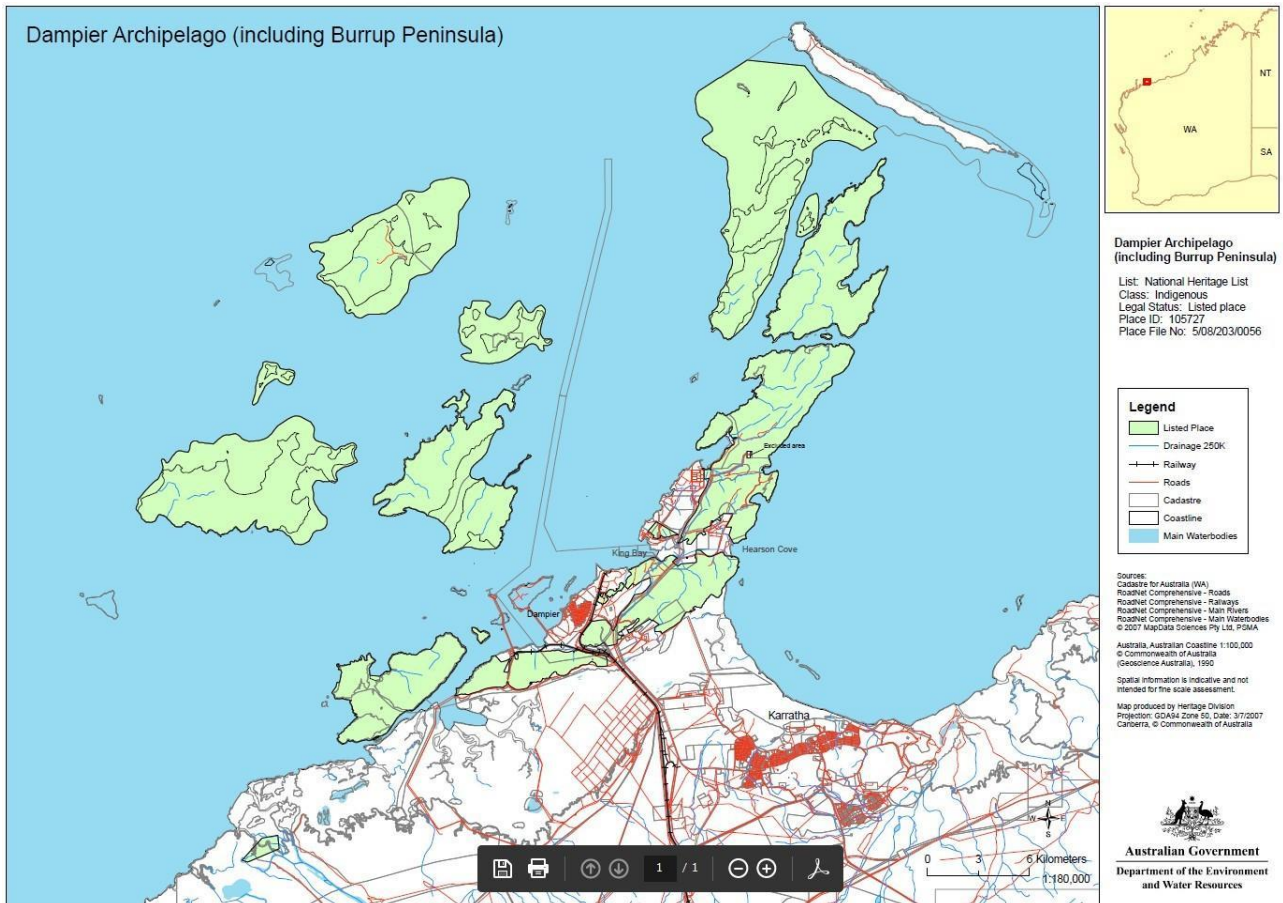 Dampier Archipelago (including Burrup Peninsula)
NT
WA
SA
Dampier Archipelago
(including Burrup Peninsula)
List: National Heritage List
Class: Indigenous
Legal Status: Listed place
Place ID: 105727
Place File No: 5/08/203/0056
Legend
Listed Place
Drainage 250K
Railway
Roads
Cadastre
Coastline
Main Waterbodies
Excluded area
King Bay
Hearson Cove
Dampier
Karratha
Sources:
Cadastre for Australia (WA)
RoadNet Comprehensive - Roads
RoadNet Comprehensive - Railways
RoadNet Comprehensive - Main Rivers
RoadNet Comprehensive - Main Waterbodies
© 2007 MapData Sciences Pty Ltd, PSMA
Australia, Australian Coastline 1:100,000
© Commonwealth of Australia
(Geoscience Australia), 1990
Spatial information is indicative and not
intended for fine scale assessment.
Map produced by Heritage Division
Projection: GDA94 Zone 50, Date: 3/7/2007
Canberra, © Commonwealth of Australia
N
W E
S
0 3 6 Kilometers
1:180,000
1 / 1
Australian Government
Department of the Environment
and Water Resources